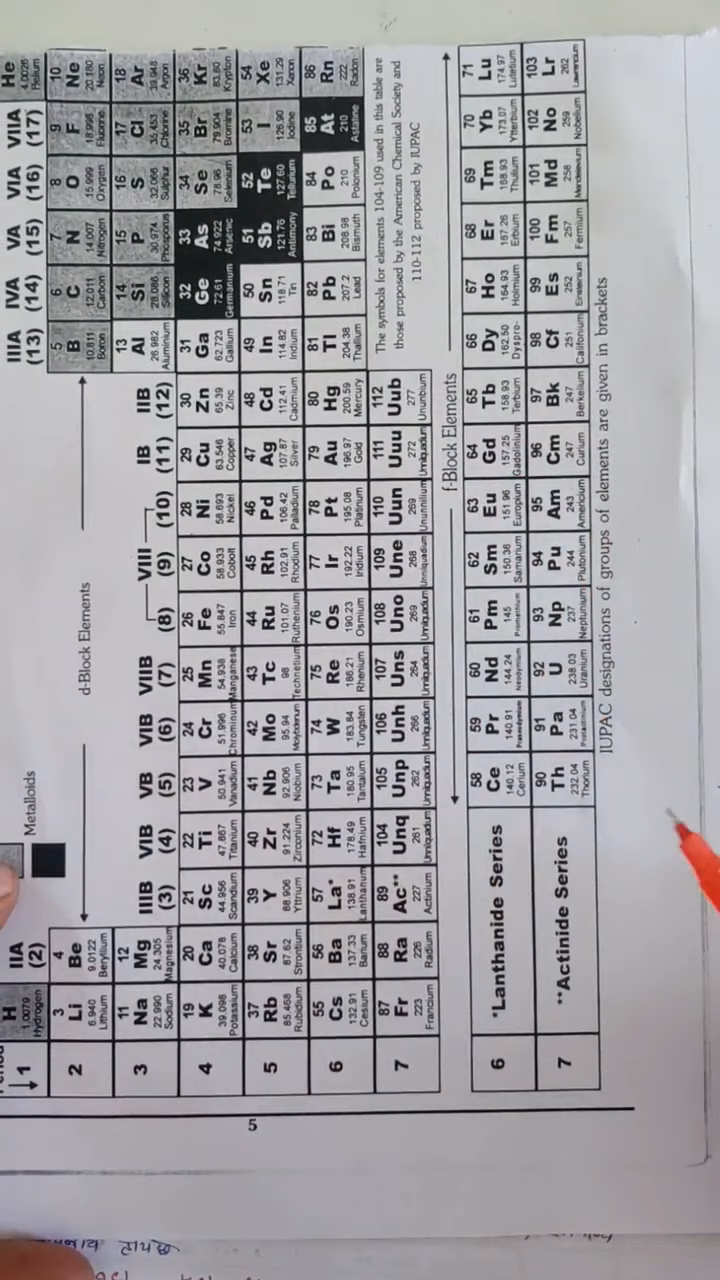 Metalloids
IIA
(2)
d-Block Elements
IIIA IVA VA VIA VIIA
(13) (14) (15) (16) (17)
IIIB VIB VB VIB VIIB VIII IB IIB
(3) (4) (5) (6) (7) (8) (9) (10) (11) (12)
1 H 1.0079 Hydrogen He 4.0026 Helium
2 3 Li 6.940 Lithium 4 Be 9.0122 Beryllium 5 B 10.811 Boron 6 C 12.011 Carbon 7 N 14.007 Nitrogen 8 O 15.999 Oxygen 9 F 18.998 Fluorine 10 Ne 20.180 Neon
3 11 Na 22.990 Sodium 12 Mg 24.305 Magnesium 13 Al 26.982 Aluminium 14 Si 28.086 Silicon 15 P 30.974 Phosporus 16 S 32.066 Sulphur 17 Cl 35.453 Chlorine 18 Ar 39.948 Argon
4 19 K 39.098 Potassium 20 Ca 40.078 Calcium 21 Sc 44.956 Scandium 22 Ti 47.867 Titanium 23 V 50.941 Vanadium 24 Cr 51.996 Chrominum 25 Mn 54.938 Manganese 26 Fe 55.847 Iron 27 Co 58.933 Cobolt 28 Ni 58.693 Nickel 29 Cu 63.546 Copper 30 Zn 65.39 Zinc 31 Ga 62.723 Gallium 32 Ge 72.61 Germanium 33 As 74.922 Arsenic 34 Se 78.96 Selenium 35 Br 79.904 Bromine 36 Kr 83.80 Krypton
5 37 Rb 85.468 Rubidium 38 Sr 87.62 Strontium 39 Y 88.906 Yttrium 40 Zr 91.224 Zirconium 41 Nb 92.906 Niobium 42 Mo 95.94 Molybdenum 43 Tc 98 Technetium 44 Ru 101.07 Ruthenium 45 Rh 102.91 Rhodium 46 Pd 106.42 Palladium 47 Ag 107.87 Silver 48 Cd 112.41 Cadmium 49 In 114.82 Indium 50 Sn 118.71 Tin 51 Sb 121.76 Antimony 52 Te 127.60 Tellurium 53 I 126.90 Iodine 54 Xe 131.29 Xenon
6 55 Cs 132.91 Cesium 56 Ba 137.33 Barium 57 La* 138.91 Lanthanum 72 Hf 178.49 Hafnium 73 Ta 180.95 Tantalum 74 W 183.84 Tungsten 75 Re 186.21 Rhenium 76 Os 190.23 Osmium 77 Ir 192.22 Iridium 78 Pt 195.08 Platinum 79 Au 196.97 Gold 80 Hg 200.59 Mercury 81 Tl 204.38 Thallium 82 Pb 207.2 Lead 83 Bi 208.98 Bismuth 84 Po 210 Polonium 85 At 210 Astatine 86 Rn 222 Radon
7 87 Fr 223 Francium 88 Ra 226 Radium 89 Ac** 227 Actinium 104 Unq 261 105 Unp 262 106 Unh 266 107 Uns 264 108 Uno 269 109 Une 268 110 Uun 269 Ununnilium 111 Uuu 272 112 Uub 277 Ununbium
The symbols for elements 104-109 used in this table are
those proposed by the American Chemical Society and
110-112 proposed by IUPAC
f-Block Elements
6 *Lanthanide Series 58 Ce 140.12 Cerium 59 Pr 140.91 60 Nd 144.24 Neodymium 61 Pm 145 Promethium 62 Sm 150.36 Samarium 63 Eu 151.96 Europium 64 Gd 157.25 Gadolinium 65 Tb 158.93 Terbium 66 Dy 162.50 Dyspro- 67 Ho 164.93 Holmium 68 Er 167.26 Erbium 69 Tm 168.93 Thulium 70 Yb 173.07 Ytterbium 71 Lu 174.97 Lutetium
7 **Actinide Series 90 Th 232.04 Thorium 91 Pa 231.04 92 U 238.03 Uranium 93 Np 237 Neptunium 94 Pu 244 Plutonium 95 Am 243 Americium 96 Cm 247 Curium 97 Bk 247 Berkelium 98 Cf 251 Califonium 99 Es 252 Einsteinium 100 Fm 257 Fermium 101 Md 258 102 No 259 Nobelium 103 Lr 262
IUPAC designations of groups of elements are given in brackets
5